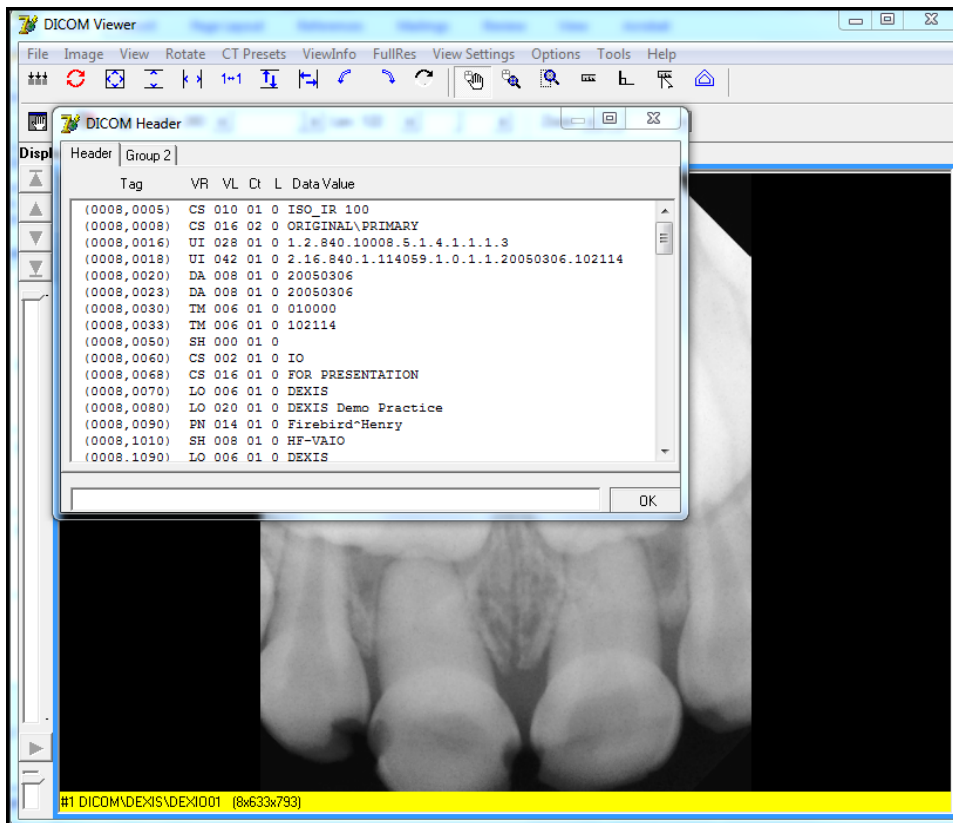 DICOM Viewer
File Image View Rotate CT Presets ViewInfo FullRes View Settings Options Tools Help
1↔1
DICOM Header
Displ
Header Group 2
Tag VR VL Ct L Data Value
(0008,0005) CS 010 01 0 ISO_IR 100
(0008,0008) CS 016 02 0 ORIGINAL\PRIMARY
(0008,0016) UI 028 01 0 1.2.840.10008.5.1.4.1.1.1.3
(0008,0018) UI 042 01 0 2.16.840.1.114059.1.0.1.1.20050306.102114
(0008,0020) DA 008 01 0 20050306
(0008,0023) DA 008 01 0 20050306
(0008,0030) TM 006 01 0 010000
(0008,0033) TM 006 01 0 102114
(0008,0050) SH 000 01 0
(0008,0060) CS 002 01 0 IO
(0008,0068) CS 016 01 0 FOR PRESENTATION
(0008,0070) LO 006 01 0 DEXIS
(0008,0080) LO 020 01 0 DEXIS Demo Practice
(0008,0090) PN 014 01 0 Firebird^Henry
(0008,1010) SH 008 01 0 HF-VAIO
(0008,1090) LO 006 01 0 DEXIS
OK
#1 DICOM\DEXIS\DEXIO01 (8x633x793)